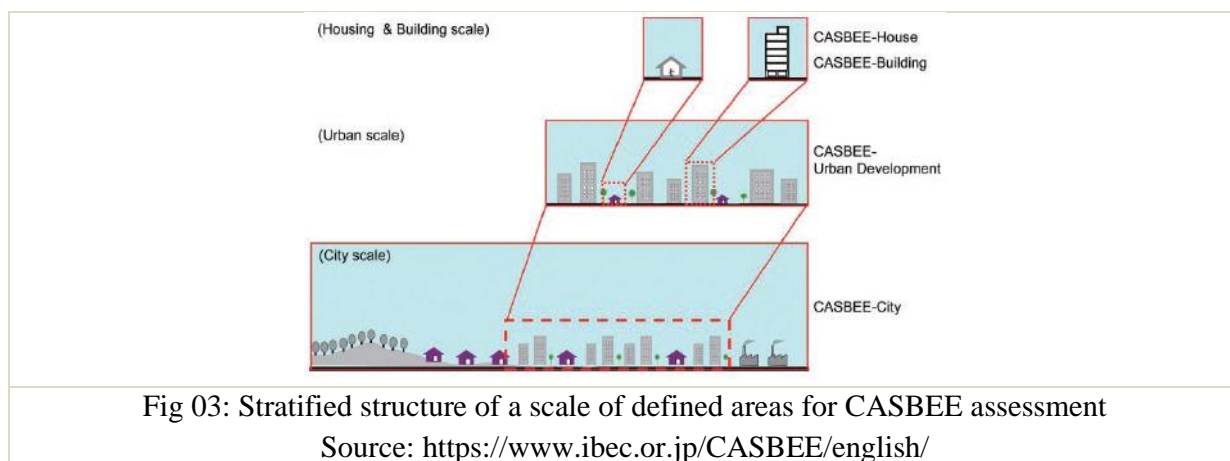 (Housing & Building scale)
CASBEE-House
CASBEE-Building
(Urban scale)
CASBEE-
Urban Development
(City scale)
CASBEE-City
Fig 03: Stratified structure of a scale of defined areas for CASBEE assessment
Source: https://www.ibec.or.jp/CASBEE/english/